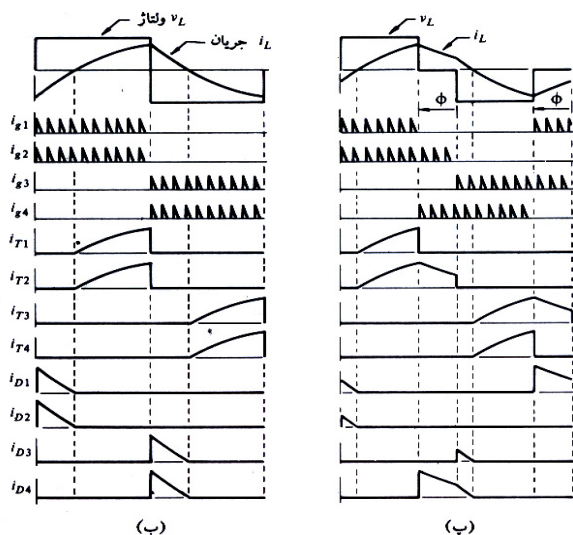 ولتاژ v_L
جریان i_L
i_g1
i_g2
i_g3
i_g4
i_T1
i_T2
i_T3
i_T4
i_D1
i_D2
i_D3
i_D4
(ب)
v_L
i_L
ϕ
ϕ
(پ)